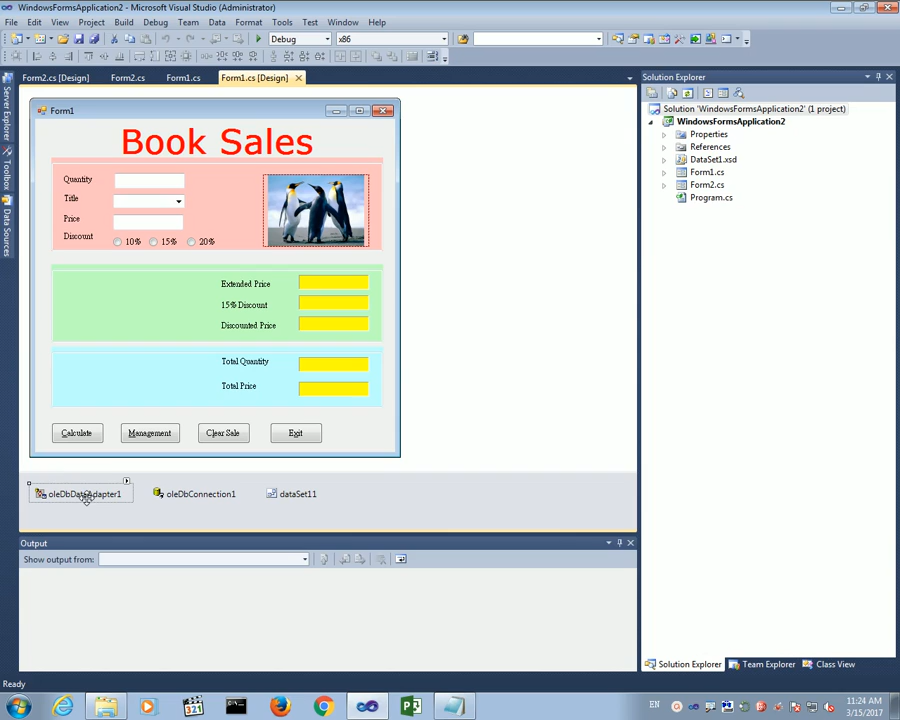 WindowsFormsApplication2 - Microsoft Visual Studio (Administrator)
File Edit View Project Build Debug Team Data Format Tools Test Window Help
Debug x86
Form2.cs [Design] Form2.cs Form1.cs Form1.cs [Design]
Server Explorer
Toolbox
Data Sources
Form1
Book Sales
Quantity
Title
Price
Discount 10% 15% 20%
Extended Price
15% Discount
Discounted Price
Total Quantity
Total Price
Calculate Management Clear Sale Exit
oleDbDataAdapter1 oleDbConnection1 dataSet11
Output
Show output from:
Solution Explorer
Solution 'WindowsFormsApplication2' (1 project)
WindowsFormsApplication2
Properties
References
DataSet1.xsd
Form1.cs
Form2.cs
Program.cs
Solution Explorer Team Explorer Class View
Ready
321
EN
11:24 AM
3/15/2017